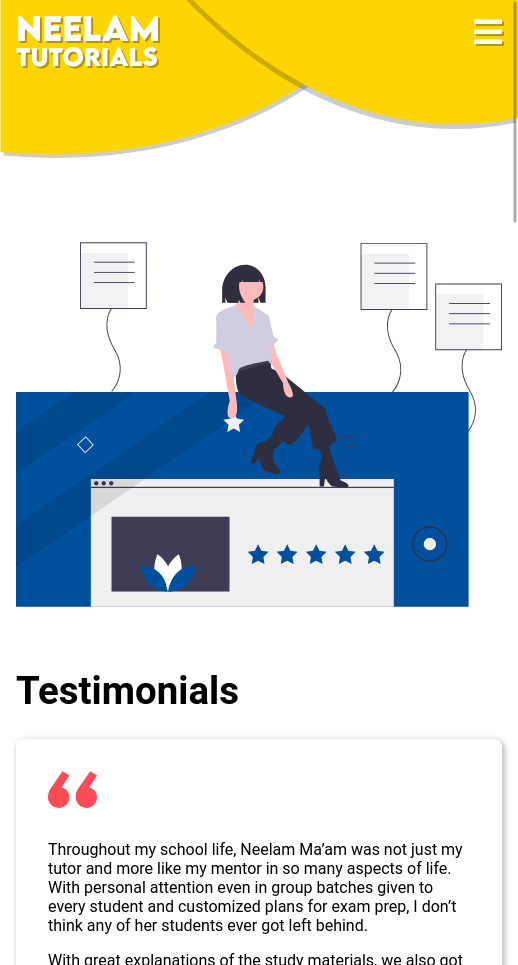 NEELAM
TUTORIALS
Testimonials
Throughout my school life, Neelam Ma’am was not just my
tutor and more like my mentor in so many aspects of life.
With personal attention even in group batches given to
every student and customized plans for exam prep, I don’t
think any of her students ever got left behind.
With great explanations of the study materials, we also got